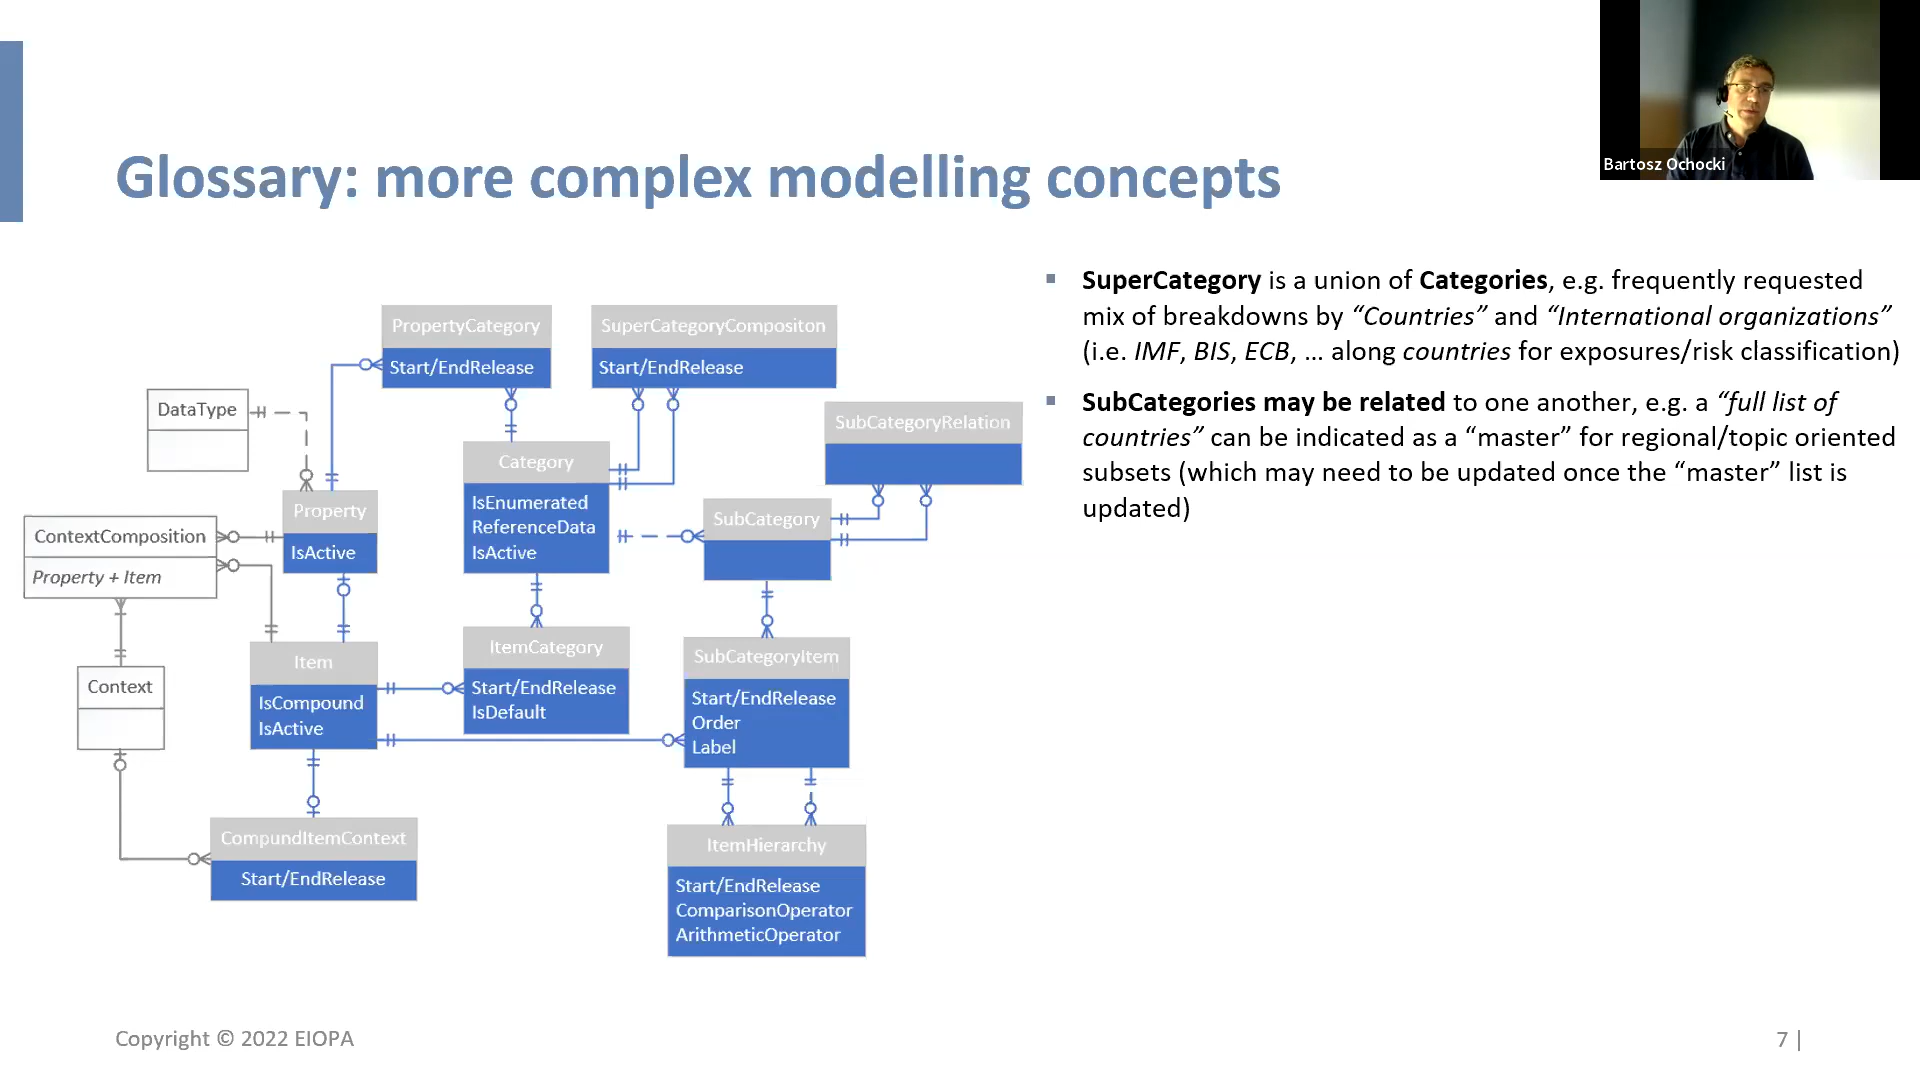 Bartosz Ochocki
Glossary: more complex modelling concepts
SuperCategory is a union of Categories, e.g. frequently requested
mix of breakdowns by “Countries” and “International organizations”
(i.e. IMF, BIS, ECB, … along countries for exposures/risk classification)
SubCategories may be related to one another, e.g. a “full list of
countries” can be indicated as a “master” for regional/topic oriented
subsets (which may need to be updated once the “master” list is
updated)
PropertyCategory
Start/EndRelease
SuperCategoryCompositon
Start/EndRelease
DataType
SubCategoryRelation
Category
IsEnumerated
ReferenceData
IsActive
Property
IsActive
SubCategory
ContextComposition
Property + Item
Item
IsCompound
IsActive
ItemCategory
Start/EndRelease
IsDefault
SubCategoryItem
Start/EndRelease
Order
Label
Context
CompundItemContext
Start/EndRelease
ItemHierarchy
Start/EndRelease
ComparisonOperator
ArithmeticOperator
Copyright © 2022 EIOPA
7 |